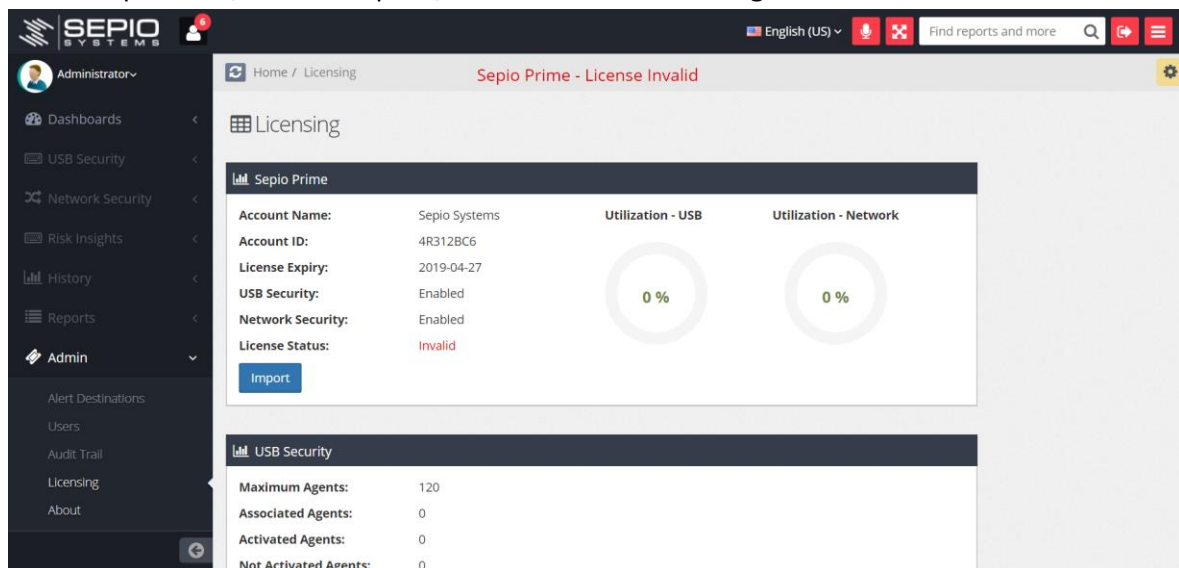 SEPIO
SYSTEMS
6
English (US)
Find reports and more
Administrator
Home / Licensing
Sepio Prime - License Invalid
Dashboards
USB Security
Network Security
Risk Insights
History
Reports
Admin
Alert Destinations
Users
Audit Trail
Licensing
About
Licensing
Sepio Prime
Account Name: Sepio Systems
Account ID: 4R312BC6
License Expiry: 2019-04-27
USB Security: Enabled
Network Security: Enabled
License Status: Invalid
Utilization - USB
0 %
Utilization - Network
0 %
Import
USB Security
Maximum Agents: 120
Associated Agents: 0
Activated Agents: 0
Not Activated Agents: 0